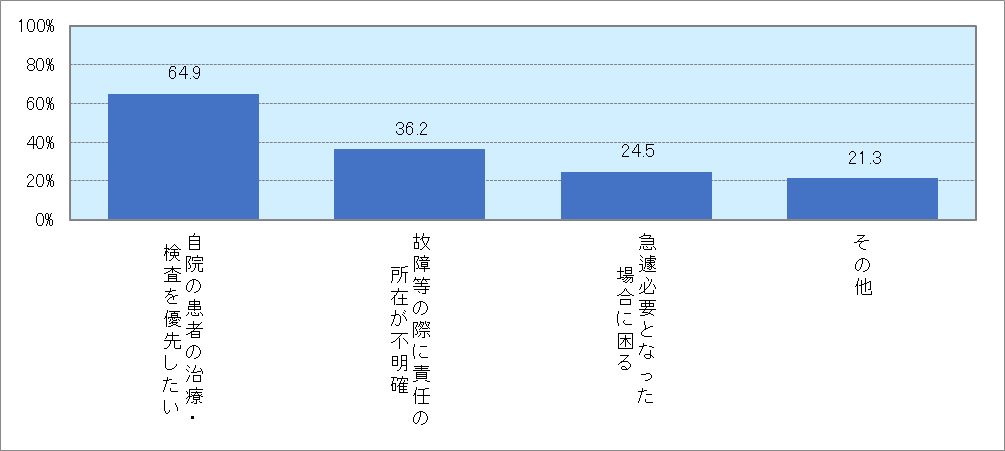 100%
80%
60%
40%
20%
0%
64.9
36.2
24.5
21.3
自院の患者の治療・
検査を優先したい
故障等の際に責任の
所在が不明確
急遽必要となった
場合に困る
その他